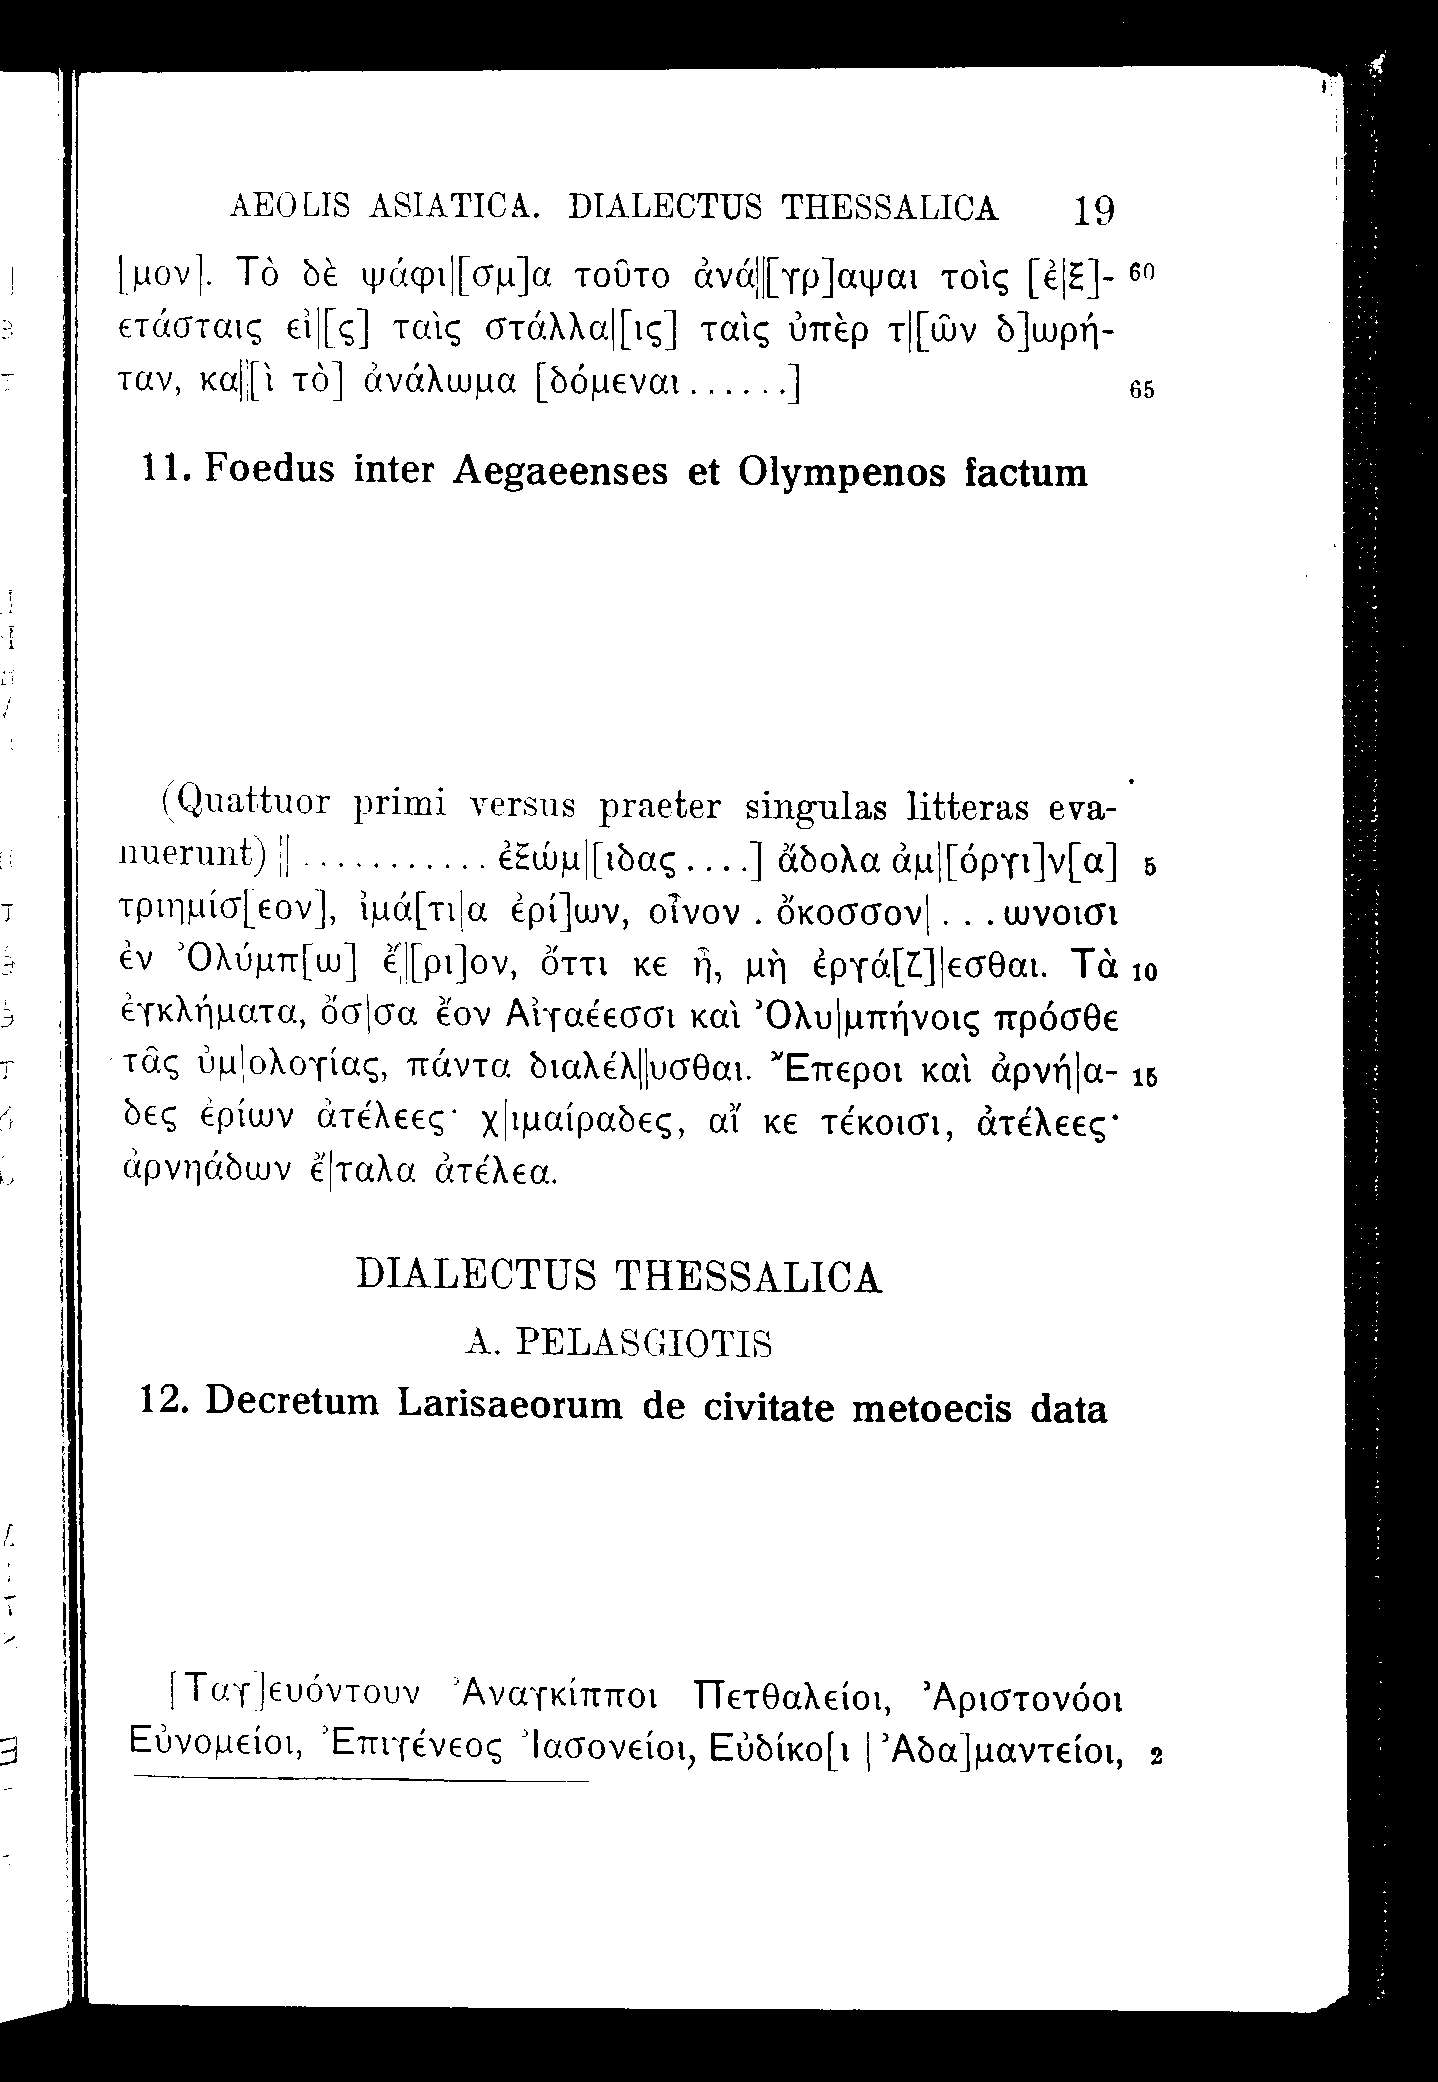 AEOLIS ASIATICA. DIALECTUS THESSALICA 19
[μον]. Τὸ δὲ ψάφι|[σμ]α τοῦτο ἀνά||[γρ]αψαι τοὶς [ἐ|ξ]- 60
ετάσταις εἰ|[ς] ταὶς στάλλα|[ις] ταὶς ὐπὲρ τ|[ῶν δ]ωρή-
ταν, κα||[ὶ τὸ] ἀνάλωμα [δόμεναι......] 65
11. Foedus inter Aegaeenses et Olympenos factum
(Quattuor primi versus praeter singulas litteras eva-
nuerunt) || ........... ἐξώμ|[ιδας....] ἄδολα ἀμ|[όργι]ν[α] 5
τριημίσ[εον], ἰμά[τι|α ἐρί]ων, οἶνον . ὄκοσσον|...ωνοισι
ἐν Ὀλύμπ[ω] ἔ||[ρι]ον, ὄττι κε ἦ, μὴ ἐργά[ζ]|εσθαι. Τὰ 10
ἐγκλήματα, ὄσ|σα ἔον Αἰγαέεσσι καὶ Ὀλυ|μπήνοις πρόσθε
τᾶς ὐμ|ολογίας, πάντα διαλέλ||υσθαι. Ἔπεροι καὶ ἀρνή|α- 15
δες ἐρίων ἀτέλεες· χ|ιμαίραδες, αἴ κε τέκοισι, ἀτέλεες·
ἀρνηάδων ἔ|ταλα ἀτέλεα.
DIALECTUS THESSALICA
A. PELASGIOTIS
12. Decretum Larisaeorum de civitate metoecis data
[Ταγ]ευόντουν Ἀναγκίπποι Πετθαλείοι, Ἀριστονόοι
Εὐνομείοι, Ἐπιγένεος Ἰασονείοι, Εὐδίκο[ι | Ἀδα]μαντείοι, 2